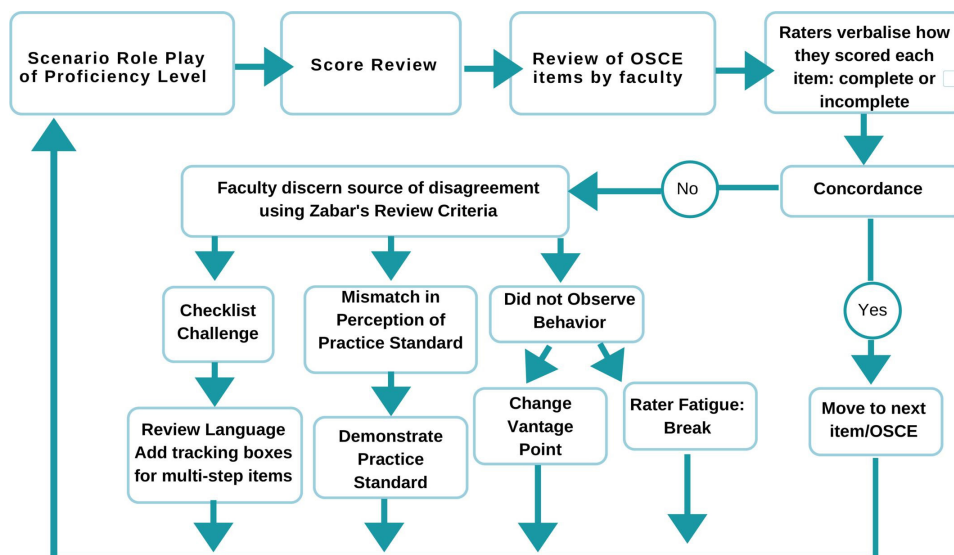 Scenario Role Play
of Proficiency Level
Score Review
Review of OSCE
items by faculty
Raters verbalise how
they scored each
item: complete or
incomplete
Faculty discern source of disagreement
using Zabar's Review Criteria
No
Concordance
Checklist
Challenge
Mismatch in
Perception of
Practice Standard
Did not Observe
Behavior
Yes
Review Language
Add tracking boxes
for multi-step items
Demonstrate
Practice
Standard
Change
Vantage
Point
Rater Fatigue:
Break
Move to next
item/OSCE